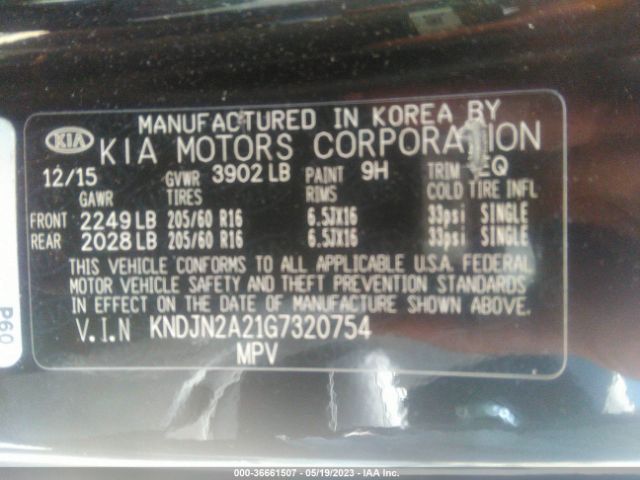 MANUFACTURED IN KOREA BY
KIA KIA MOTORS CORPORATION
12/15 GVWR 3902 LB PAINT 9H TRIM EQ
GAWR TIRES RIMS COLD TIRE INFL
FRONT 2249 LB 205/60 R16 6.5JX16 33psi SINGLE
REAR 2028 LB 205/60 R16 6.5JX16 33psi SINGLE
THIS VEHICLE CONFORMS TO ALL APPLICABLE U.S.A. FEDERAL
MOTOR VEHICLE SAFETY AND THEFT PREVENTION STANDARDS
IN EFFECT ON THE DATE OF MANUFACTURE SHOWN ABOVE.
V.I.N KNDJN2A21G7320754
MPV
P60
000-36661507 - 05/19/2023 - IAA Inc.